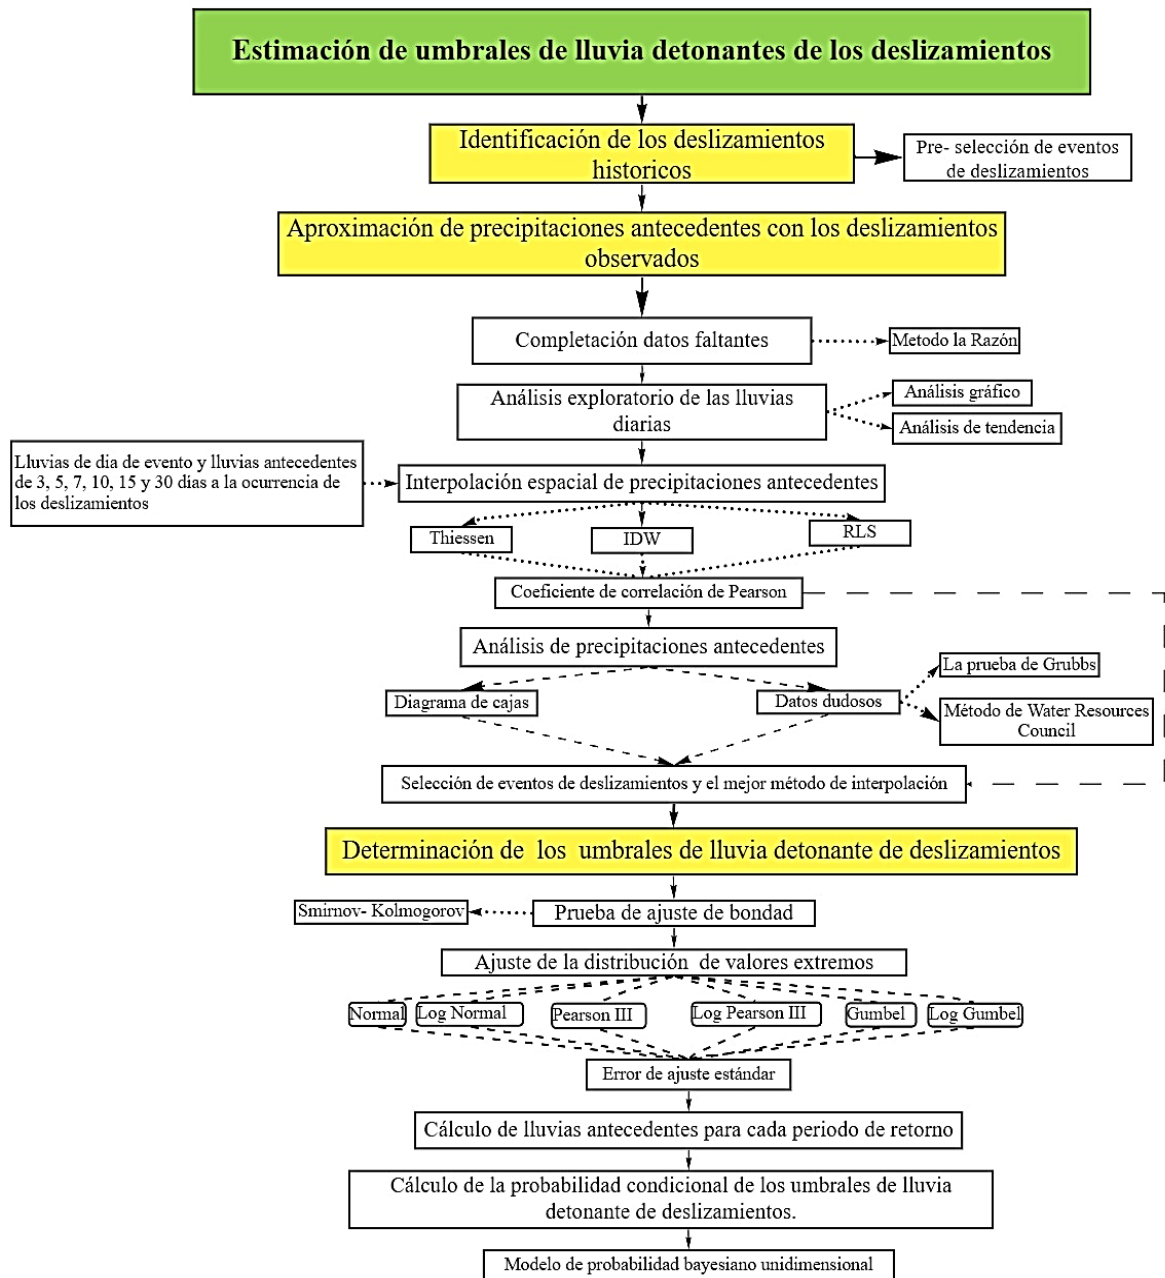 Estimación de umbrales de lluvia detonantes de los deslizamientos
Identificación de los deslizamientos
historicos
Pre- selección de eventos
de deslizamientos
Aproximación de precipitaciones antecedentes con los deslizamientos
observados
Completación datos faltantes
Metodo la Razón
Análisis exploratorio de las lluvias
diarias
Análisis gráfico
Análisis de tendencia
Lluvias de dia de evento y lluvias antecedentes
de 3, 5, 7, 10, 15 y 30 días a la ocurrencia de
los deslizamientos
Interpolación espacial de precipitaciones antecedentes
Thiessen
IDW
RLS
Coeficiente de correlación de Pearson
Análisis de precipitaciones antecedentes
La prueba de Grubbs
Diagrama de cajas
Datos dudosos
Método de Water Resources
Council
Selección de eventos de deslizamientos y el mejor método de interpolación
Determinación de los umbrales de lluvia detonante de deslizamientos
Smirnov- Kolmogorov
Prueba de ajuste de bondad
Ajuste de la distribución de valores extremos
Normal
Log Normal
Pearson III
Log Pearson III
Gumbel
Log Gumbel
Error de ajuste estándar
Cálculo de lluvias antecedentes para cada periodo de retorno
Cálculo de la probabilidad condicional de los umbrales de lluvia
detonante de deslizamientos.
Modelo de probabilidad bayesiano unidimensional